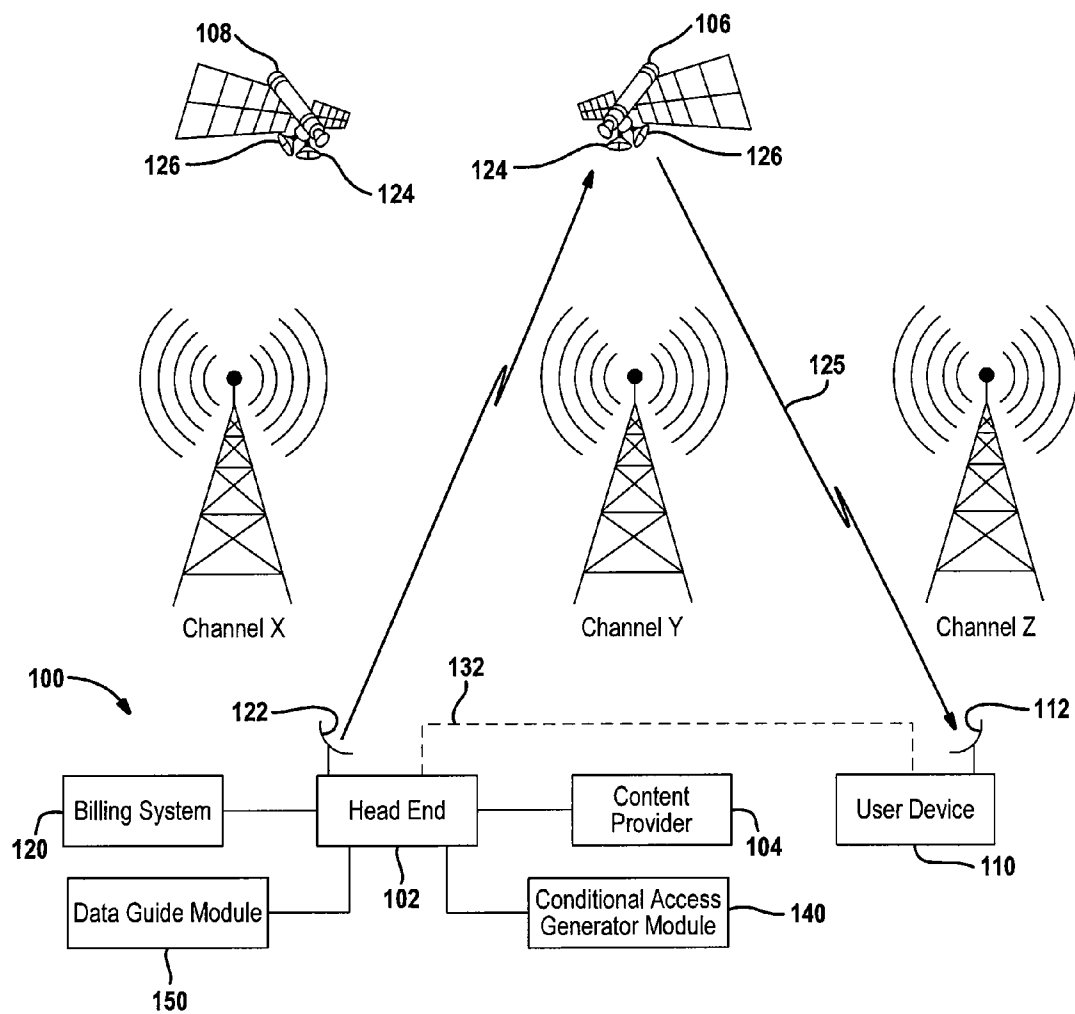 108
106
126
124
124
126
125
Channel X
Channel Y
Channel Z
100
122
132
112
Billing System
Head End
Content
Provider
User Device
120
102
104
110
Data Guide Module
Conditional Access
Generator Module
140
150